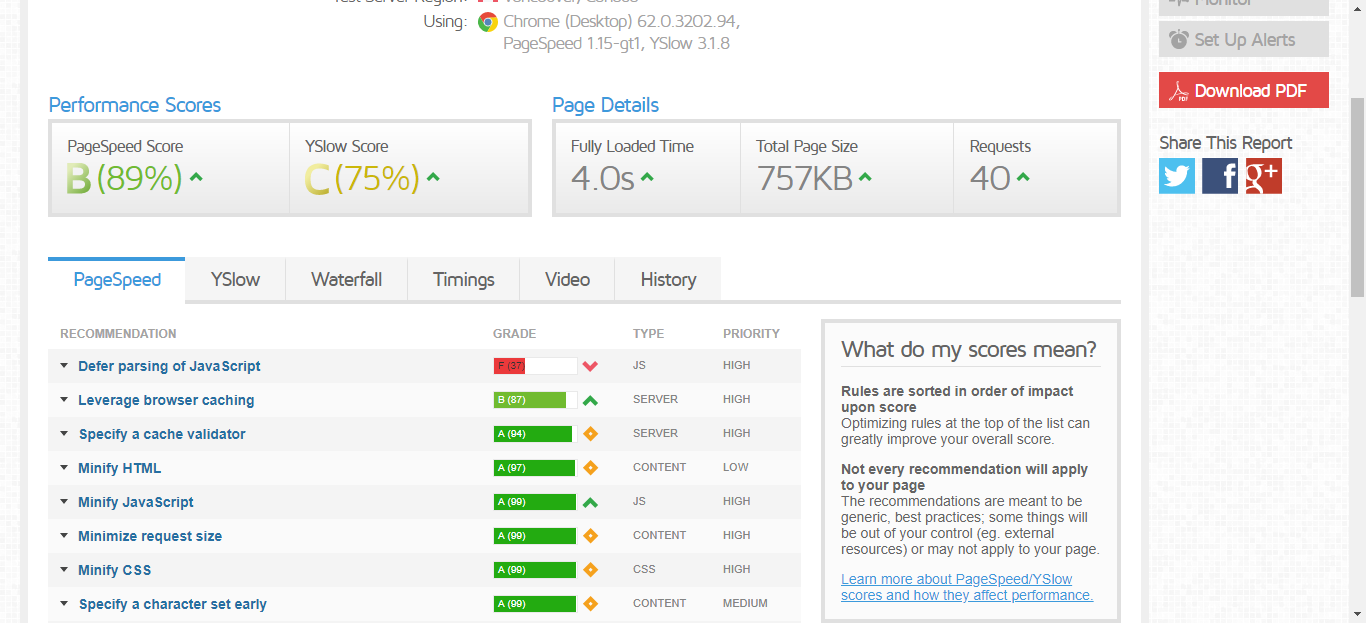 Test Server Region: Vancouver, Canada
Using: Chrome (Desktop) 62.0.3202.94,
PageSpeed 1.15-gt1, YSlow 3.1.8
Monitor
Set Up Alerts
PDF Download PDF
Share This Report
g+
Performance Scores
PageSpeed Score YSlow Score
B (89%) C (75%)
Page Details
Fully Loaded Time Total Page Size Requests
4.0s 757KB 40
PageSpeed YSlow Waterfall Timings Video History
RECOMMENDATION GRADE TYPE PRIORITY
Defer parsing of JavaScript F (37) JS HIGH
Leverage browser caching B (87) SERVER HIGH
Specify a cache validator A (94) SERVER HIGH
Minify HTML A (97) CONTENT LOW
Minify JavaScript A (99) JS HIGH
Minimize request size A (99) CONTENT HIGH
Minify CSS A (99) CSS HIGH
Specify a character set early A (99) CONTENT MEDIUM
What do my scores mean?
Rules are sorted in order of impact
upon score
Optimizing rules at the top of the list can
greatly improve your overall score.
Not every recommendation will apply
to your page
The recommendations are meant to be
generic, best practices; some things will
be out of your control (eg. external
resources) or may not apply to your page.
Learn more about PageSpeed/YSlow
scores and how they affect performance.